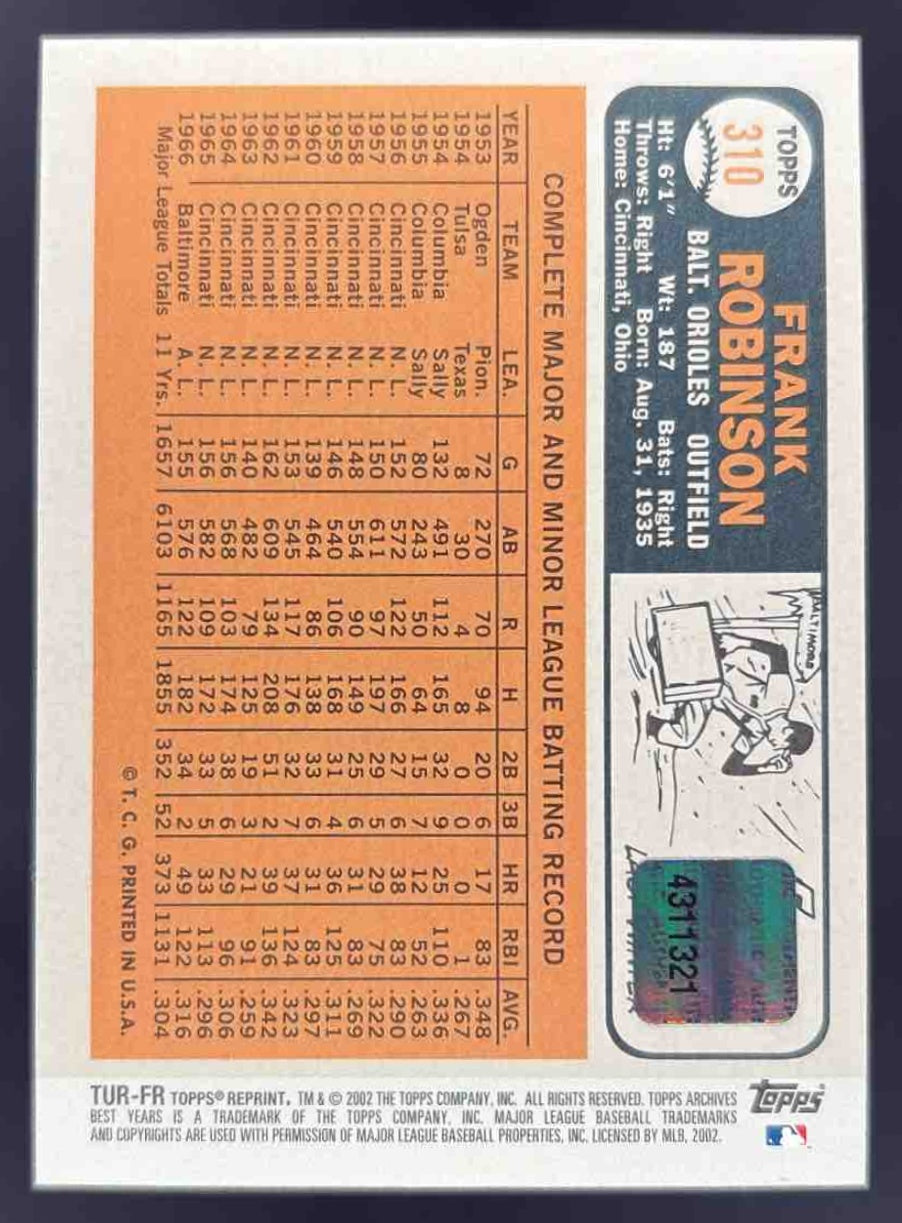 TOPPS
310
FRANK
ROBINSON
BALT. ORIOLES OUTFIELD
Ht: 6'1" Wt: 187 Bats: Right
Throws: Right Born: Aug. 31, 1935
Home: Cincinnati, Ohio
BALTIMORE
4311321
COMPLETE MAJOR AND MINOR LEAGUE BATTING RECORD
YEAR TEAM LEA. G AB R H 2B 3B HR RBI AVG.
1953 Ogden Pion. 72 270 70 94 20 6 17 83 .348
1954 Tulsa Texas 8 30 4 8 0 0 0 1 .267
1954 Columbia Sally 132 491 112 165 32 9 25 110 .336
1955 Columbia Sally 80 243 50 64 15 7 12 52 .263
1956 Cincinnati N. L. 152 572 122 166 27 6 38 83 .290
1957 Cincinnati N. L. 150 611 97 197 29 5 29 75 .322
1958 Cincinnati N. L. 148 554 90 149 25 6 31 83 .269
1959 Cincinnati N. L. 146 540 106 168 31 4 36 125 .311
1960 Cincinnati N. L. 139 464 86 138 33 6 31 83 .297
1961 Cincinnati N. L. 153 545 117 176 32 7 37 124 .323
1962 Cincinnati N. L. 162 609 134 208 51 2 39 136 .342
1963 Cincinnati N. L. 140 482 79 125 19 3 21 91 .259
1964 Cincinnati N. L. 156 568 103 174 38 6 29 96 .306
1965 Cincinnati N. L. 156 582 109 172 33 5 33 113 .296
1966 Baltimore A. L. 155 576 122 182 34 2 49 122 .316
Major League Totals 11 Yrs. 1657 6103 1165 1855 352 52 373 1131 .304
© T. C. G. PRINTED IN U.S.A.
TUR-FR TOPPS® REPRINT. TM & © 2002 THE TOPPS COMPANY, INC. ALL RIGHTS RESERVED. TOPPS ARCHIVES
BEST YEARS IS A TRADEMARK OF THE TOPPS COMPANY, INC. MAJOR LEAGUE BASEBALL TRADEMARKS
AND COPYRIGHTS ARE USED WITH PERMISSION OF MAJOR LEAGUE BASEBALL PROPERTIES, INC. LICENSED BY MLB, 2002.
Topps